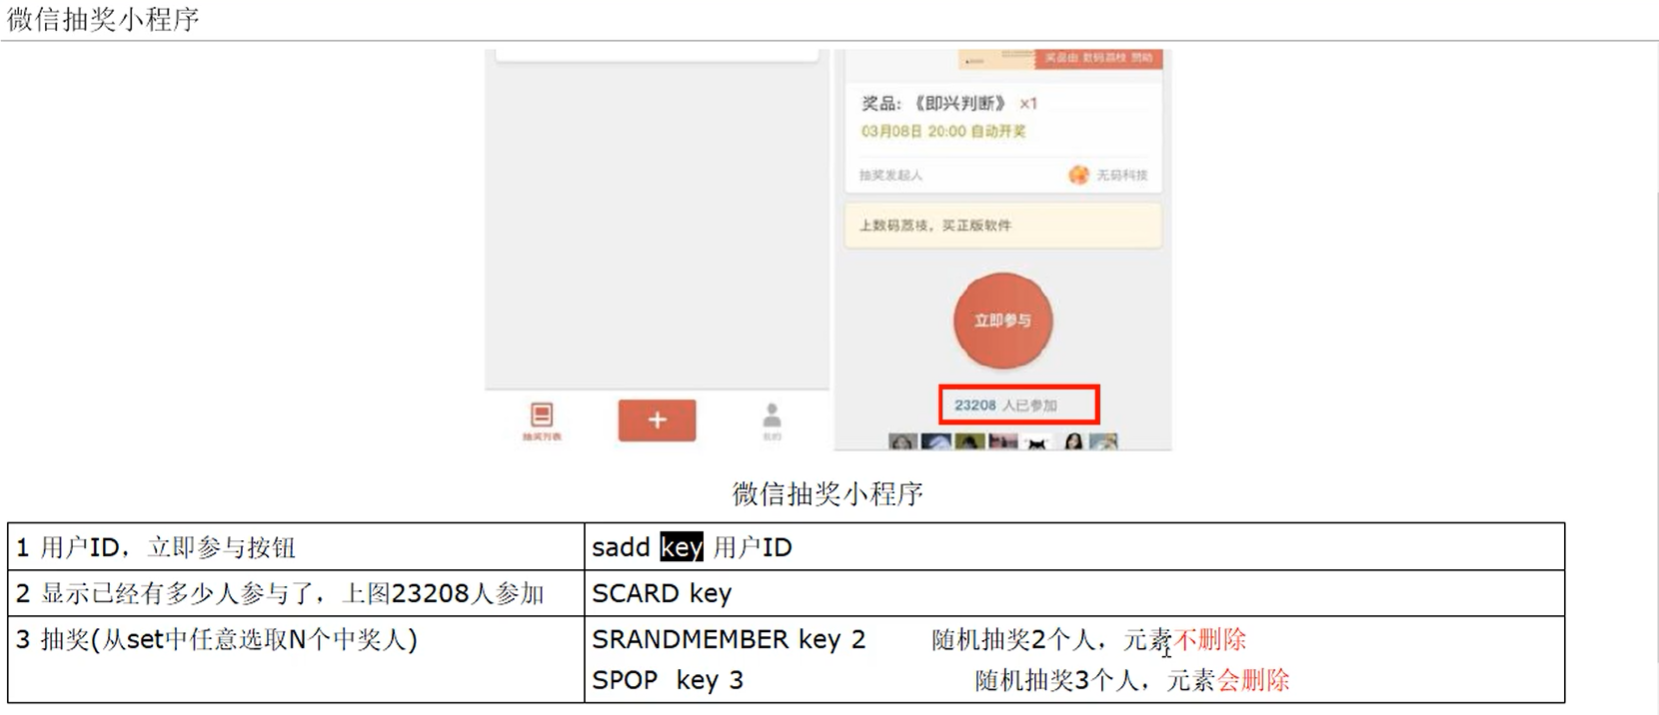 微信抽奖小程序
奖品由 数码荔枝 赞助
奖品：《即兴判断》 x1
03月08日 20:00 自动开奖
抽奖发起人 无码科技
上数码荔枝，买正版软件
立即参与
23208 人已参加
抽奖列表 + 我的
微信抽奖小程序
1 用户ID，立即参与按钮 sadd key 用户ID
2 显示已经有多少人参与了，上图23208人参加 SCARD key
3 抽奖(从set中任意选取N个中奖人) SRANDMEMBER key 2 随机抽奖2个人，元素不删除
SPOP key 3 随机抽奖3个人，元素会删除